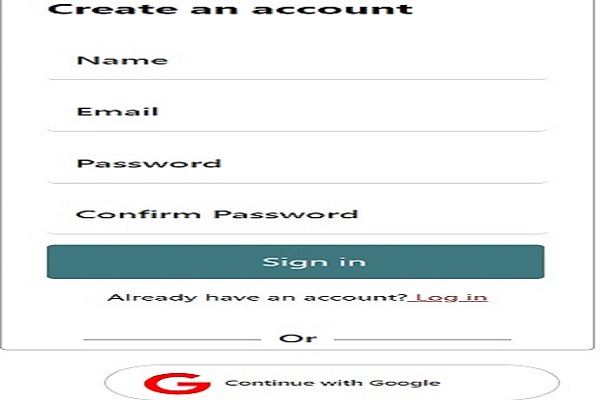 Create an account
Name
Email
Password
Confirm Password
Sign in
Already have an account? Log in
Or
G Continue with Google